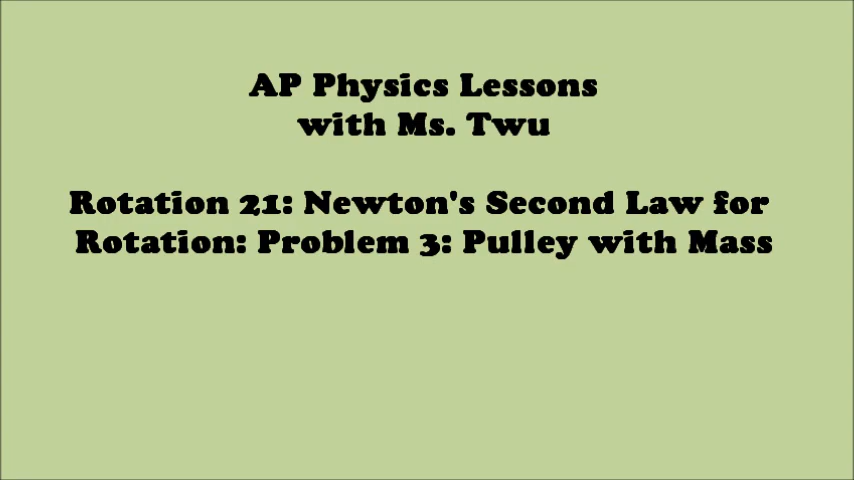 AP Physics Lessons
with Ms. Twu
Rotation 21: Newton's Second Law for
Rotation: Problem 3: Pulley with Mass